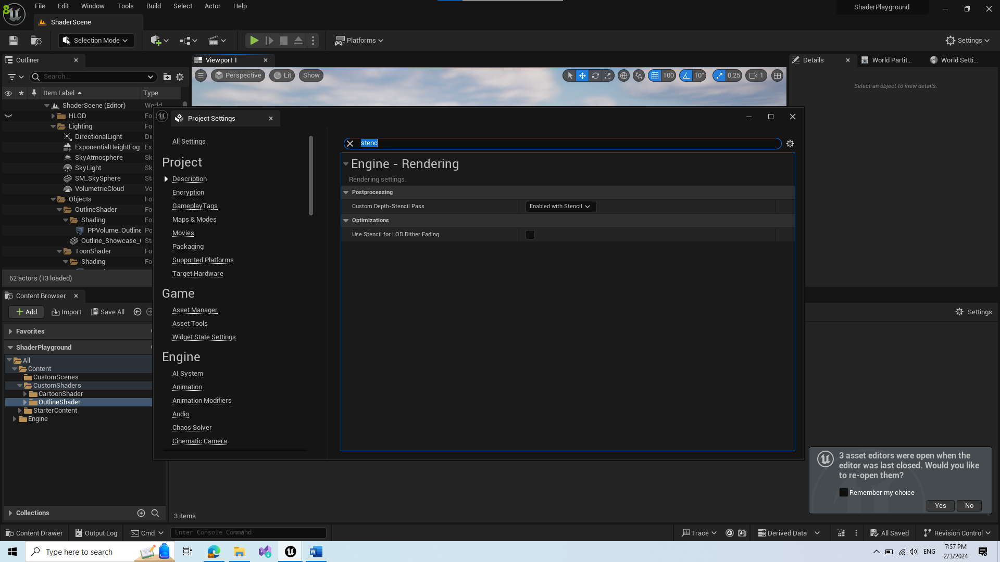 File Edit Window Tools Build Select Actor Help
ShaderPlayground
8
ShaderScene
Selection Mode
Platforms
Settings
Outliner
Viewport 1
Details
World Partit...
World Setti...
Search...
Perspective
Lit
Show
100
10°
0.25
1
Select an object to view details.
Item Label
Type
ShaderScene (Editor)
World
HLOD
Fo
Lighting
Fo
DirectionalLight
Di
ExponentialHeightFog
SkyAtmosphere
Sk
SkyLight
Sk
SM_SkySphere
Sta
VolumetricCloud
Vo
Objects
Fo
OutlineShader
Fo
Shading
Fo
PPVolume_Outline
Po
Outline_Showcase_
Sta
ToonShader
Fo
Shading
Fo
62 actors (13 loaded)
Project Settings
All Settings
Project
Description
Encryption
GameplayTags
Maps & Modes
Movies
Packaging
Supported Platforms
Target Hardware
Game
Asset Manager
Asset Tools
Widget State Settings
Engine
AI System
Animation
Animation Modifiers
Audio
Chaos Solver
Cinematic Camera
stenc
Engine - Rendering
Rendering settings.
Postprocessing
Custom Depth-Stencil Pass
Enabled with Stencil
Optimizations
Use Stencil for LOD Dither Fading
Content Browser
Add
Import
Save All
Settings
Favorites
ShaderPlayground
All
Content
CustomScenes
CustomShaders
CartoonShader
OutlineShader
StarterContent
Engine
Collections
3 items
3 asset editors were open when the
editor was last closed. Would you like
to re-open them?
Remember my choice
Yes
No
Content Drawer
Output Log
Cmd
Enter Console Command
Trace
Derived Data
All Saved
Revision Control
Type here to search
ENG
7:57 PM
2/3/2024